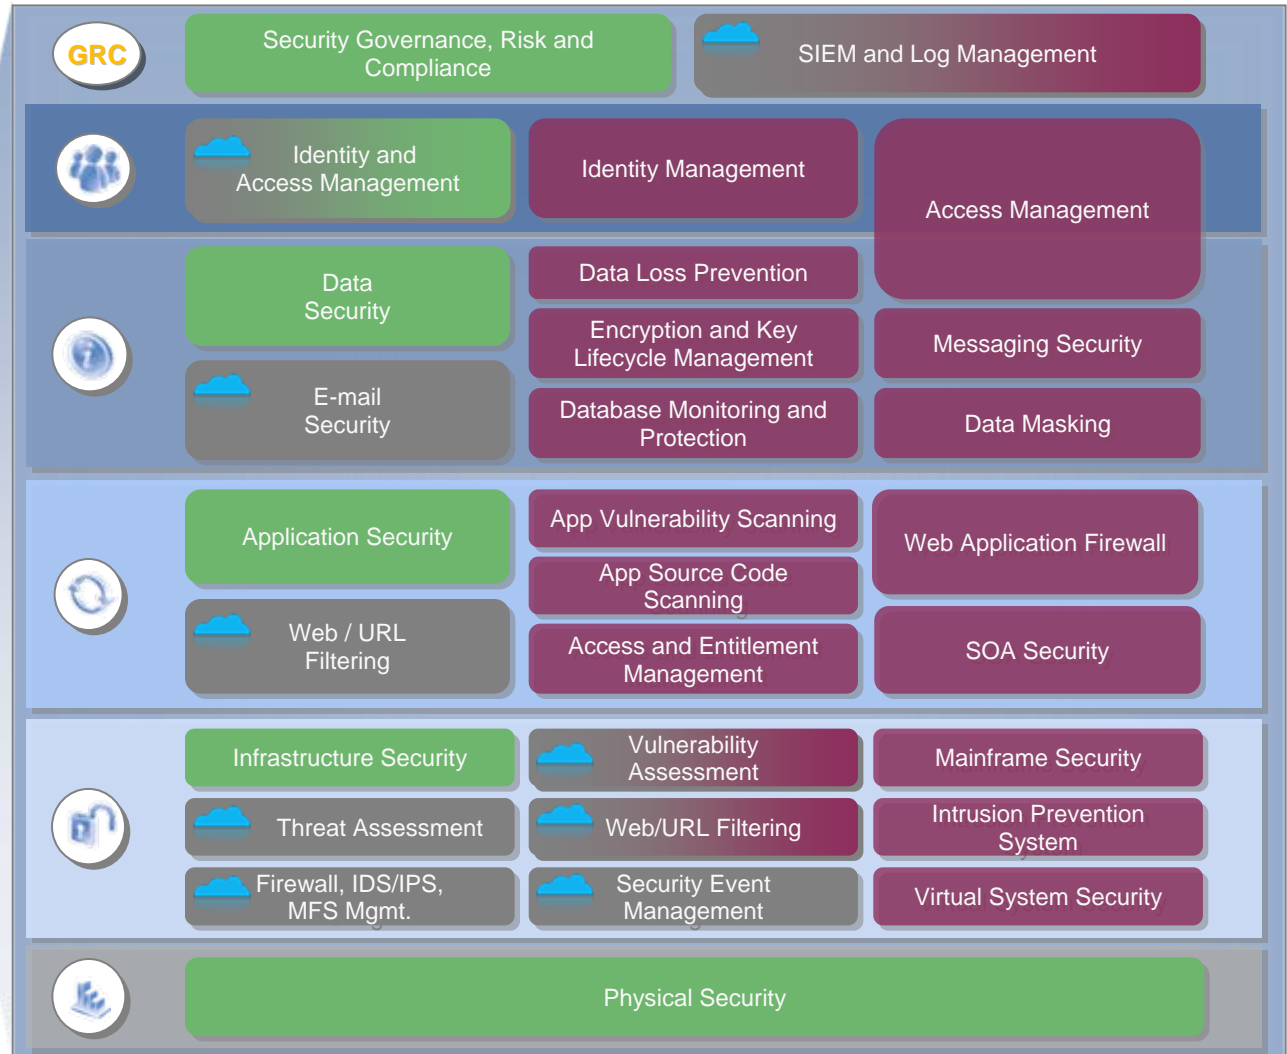 GRC
Security Governance, Risk and
Compliance
SIEM and Log Management
Identity and
Access Management
Identity Management
Access Management
Data
Security
Data Loss Prevention
Encryption and Key
Lifecycle Management
Messaging Security
E-mail
Security
Database Monitoring and
Protection
Data Masking
Application Security
App Vulnerability Scanning
Web Application Firewall
App Source Code
Scanning
Web / URL
Filtering
Access and Entitlement
Management
SOA Security
Infrastructure Security
Vulnerability
Assessment
Mainframe Security
Threat Assessment
Web/URL Filtering
Intrusion Prevention
System
Firewall, IDS/IPS,
MFS Mgmt.
Security Event
Management
Virtual System Security
Physical Security